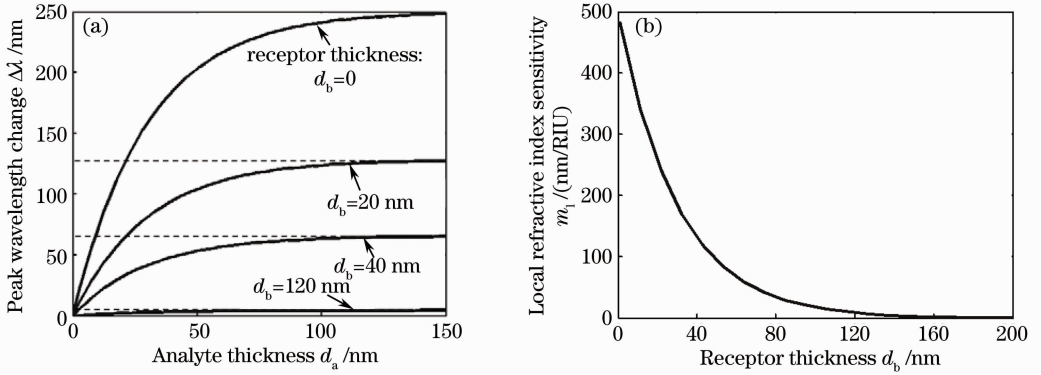 (a)
Peak wavelength change Δλ /nm
250
200
150
100
50
0
receptor thickness:
d_b=0
d_b=20 nm
d_b=40 nm
d_b=120 nm
0 50 100 150
Analyte thickness d_a /nm
(b)
Local refractive index sensitivity
m_l /(nm/RIU)
500
400
300
200
100
0
0 40 80 120 160 200
Receptor thickness d_b /nm